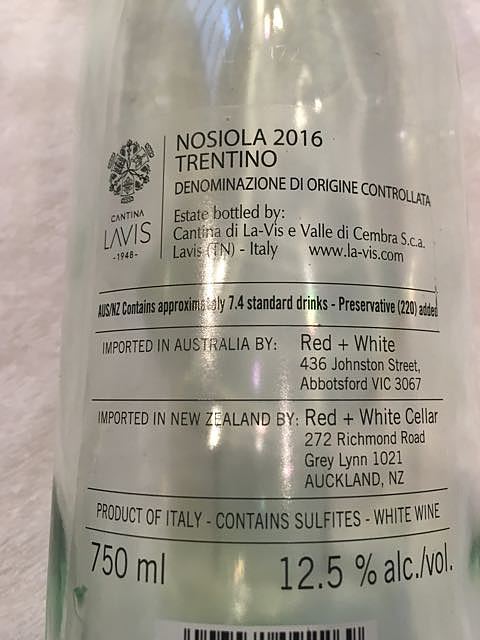 NOSIOLA 2016
TRENTINO
DENOMINAZIONE DI ORIGINE CONTROLLATA
CANTINA
LAVIS
-1948-
Estate bottled by:
Cantina di La-Vis e Valle di Cembra S.c.a.
Lavis (TN) - Italy www.la-vis.com
AUS/NZ Contains approximately 7.4 standard drinks - Preservative (220) added
IMPORTED IN AUSTRALIA BY: Red + White
436 Johnston Street,
Abbotsford VIC 3067
IMPORTED IN NEW ZEALAND BY: Red + White Cellar
272 Richmond Road
Grey Lynn 1021
AUCKLAND, NZ
PRODUCT OF ITALY - CONTAINS SULFITES - WHITE WINE
750 ml 12.5 % alc./vol.